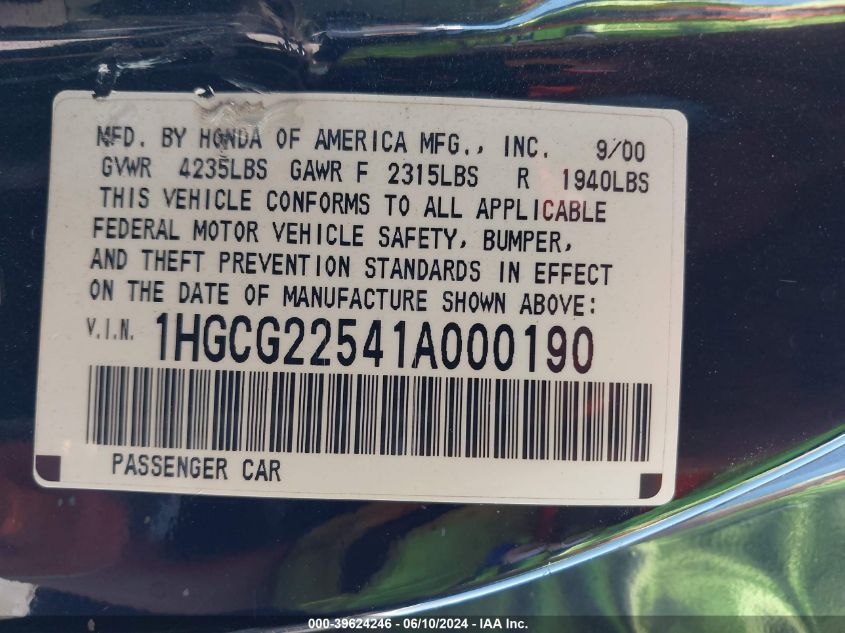 MFD. BY HONDA OF AMERICA MFG., INC. 9/00
GVWR 4235LBS GAWR F 2315LBS R 1940LBS
THIS VEHICLE CONFORMS TO ALL APPLICABLE
FEDERAL MOTOR VEHICLE SAFETY, BUMPER,
AND THEFT PREVENTION STANDARDS IN EFFECT
ON THE DATE OF MANUFACTURE SHOWN ABOVE:
V.I.N. 1HGCG22541A000190
PASSENGER CAR
000-39624246 - 06/10/2024 - IAA Inc.